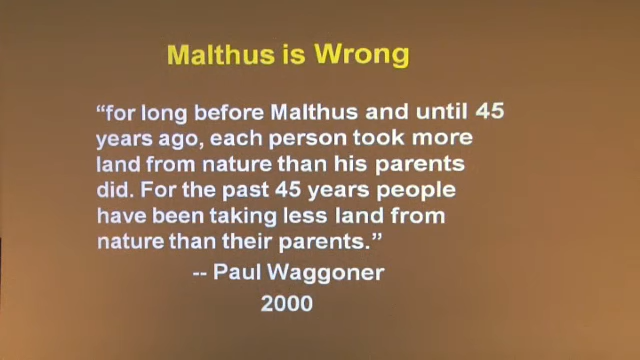 Malthus is Wrong
“for long before Malthus and until 45
years ago, each person took more
land from nature than his parents
did. For the past 45 years people
have been taking less land from
nature than their parents.”
-- Paul Waggoner
2000